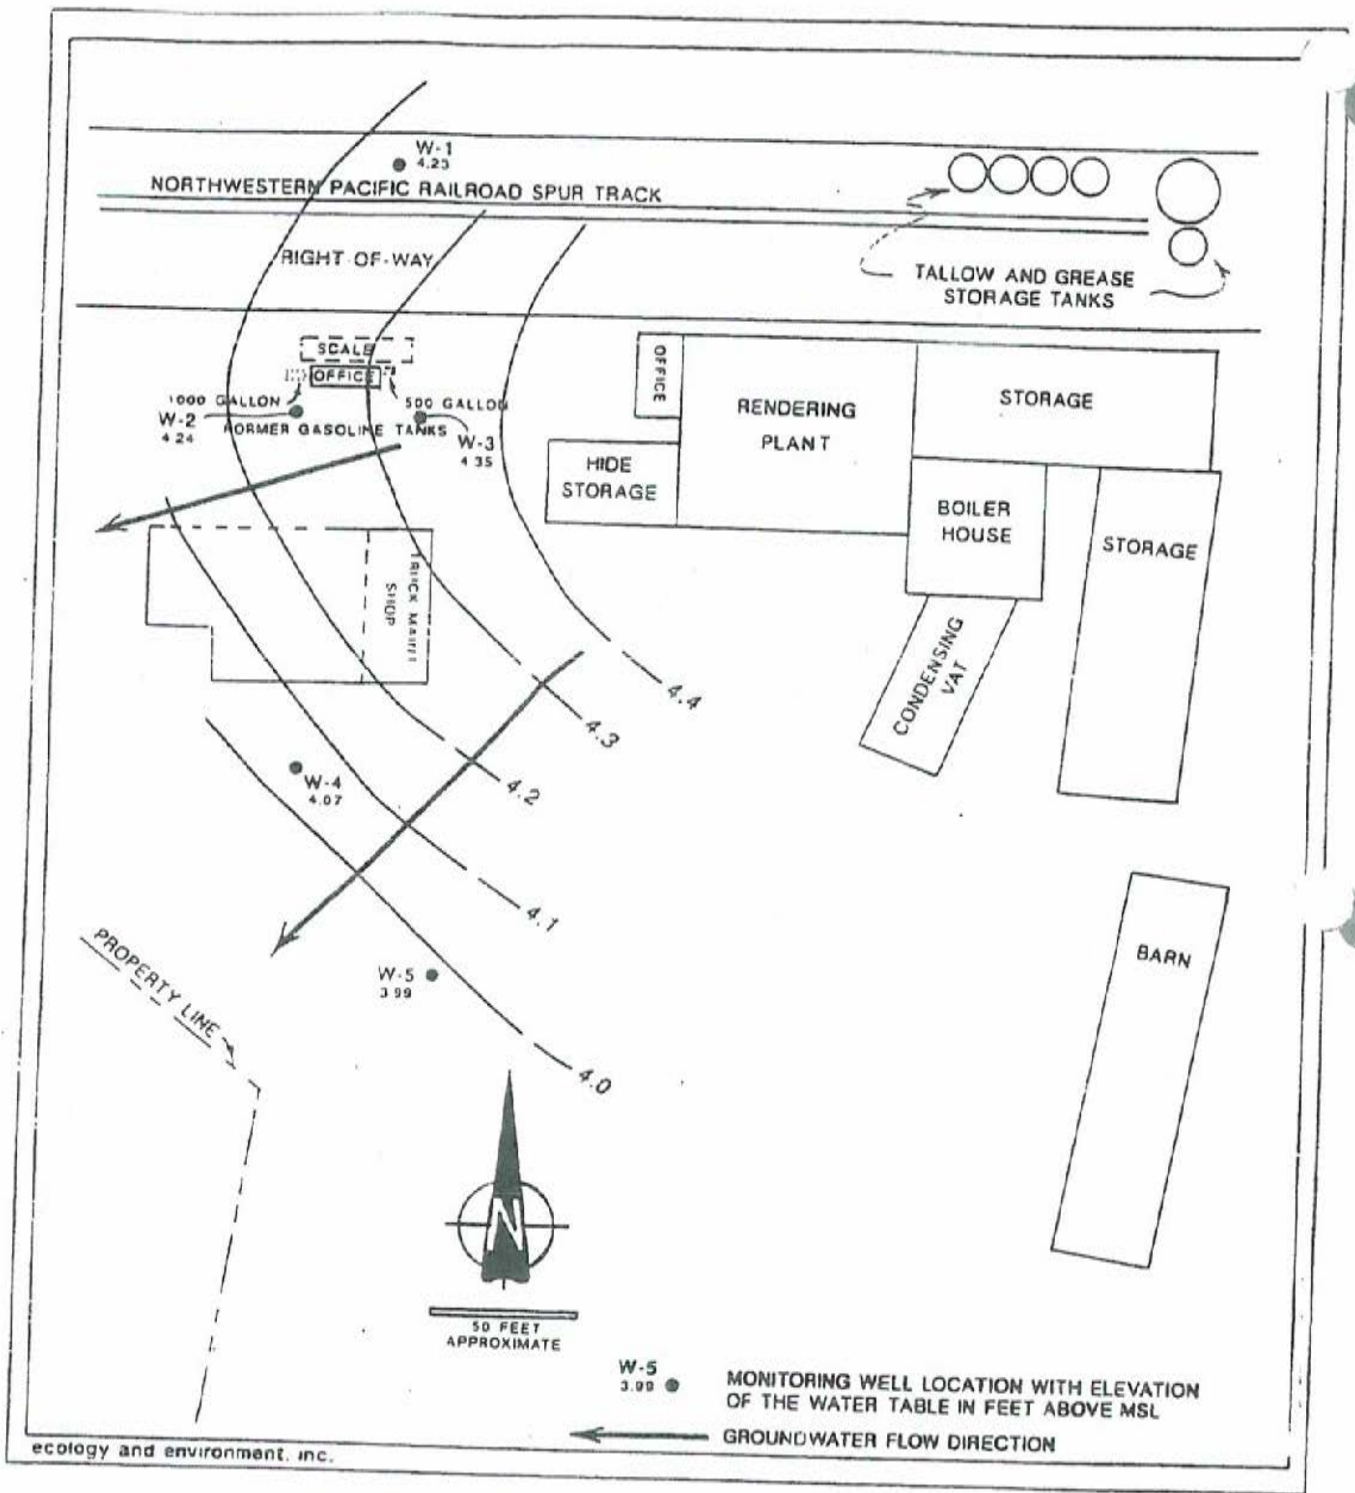 W-1
4.23
NORTHWESTERN PACIFIC RAILROAD SPUR TRACK
RIGHT-OF-WAY
TALLOW AND GREASE
STORAGE TANKS
SCALE
OFFICE
1000 GALLON
500 GALLON
W-2
4.24
FORMER GASOLINE TANKS
W-3
4.35
OFFICE
RENDERING
PLANT
STORAGE
HIDE
STORAGE
BOILER
HOUSE
STORAGE
TRUCK MAINT
SHOP
CONDENSING
VAT
4.4
4.3
4.2
W-4
4.07
4.1
BARN
PROPERTY LINE
W-5
3.99
4.0
N
50 FEET
APPROXIMATE
W-5
3.99
MONITORING WELL LOCATION WITH ELEVATION
OF THE WATER TABLE IN FEET ABOVE MSL
GROUNDWATER FLOW DIRECTION
ecology and environment, inc.